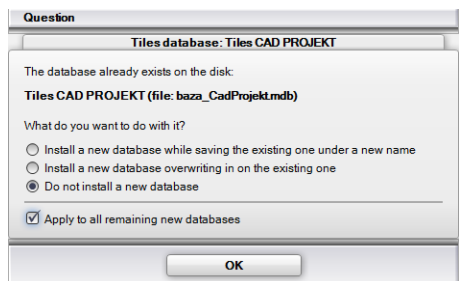 Question
Tiles database: Tiles CAD PROJEKT
The database already exists on the disk:
Tiles CAD PROJEKT (file: baza_CadProjekt.mdb)
What do you want to do with it?
Install a new database while saving the existing one under a new name
Install a new database overwriting in on the existing one
Do not install a new database
Apply to all remaining new databases
OK